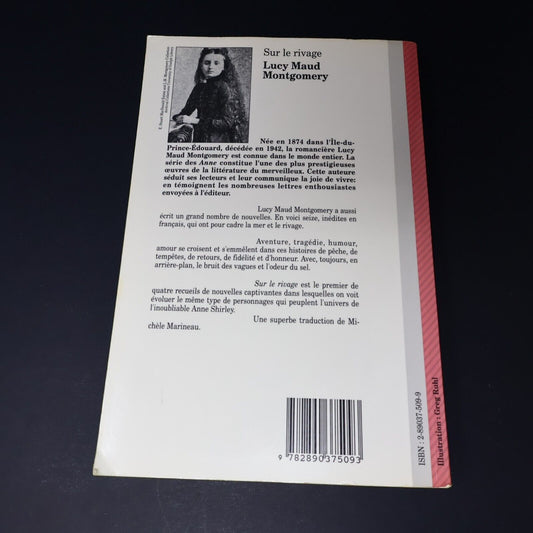 Sur le rivage
Lucy Maud
Montgomery
Née en 1874 dans l'Île-du-
Prince-Édouard, décédée en 1942, la romancière Lucy
Maud Montgomery est connue dans le monde entier. La
série des Anne constitue l'une des plus prestigieuses
œuvres de la littérature du merveilleux. Cette auteure
séduit ses lecteurs et leur communique la joie de vivre:
en témoignent les nombreuses lettres enthousiastes
envoyées à l'éditeur.
Lucy Maud Montgomery a aussi
écrit un grand nombre de nouvelles. En voici seize, inédites en
français, qui ont pour cadre la mer et le rivage.
Aventure, tragédie, humour,
amour se croisent et s'emmêlent dans ces histoires de pêche, de
tempêtes, de retours, de fidélité et d'honneur. Avec, toujours, en
arrière-plan, le bruit des vagues et l'odeur du sel.
Sur le rivage est le premier de
quatre recueils de nouvelles captivantes dans lesquelles on voit
évoluer le même type de personnages qui peuplent l'univers de
l'inoubliable Anne Shirley.
Une superbe traduction de Mi-
chèle Marineau.
9 782890 375093
ISBN : 2-89037-509-9
Illustration : Greg Ruhl